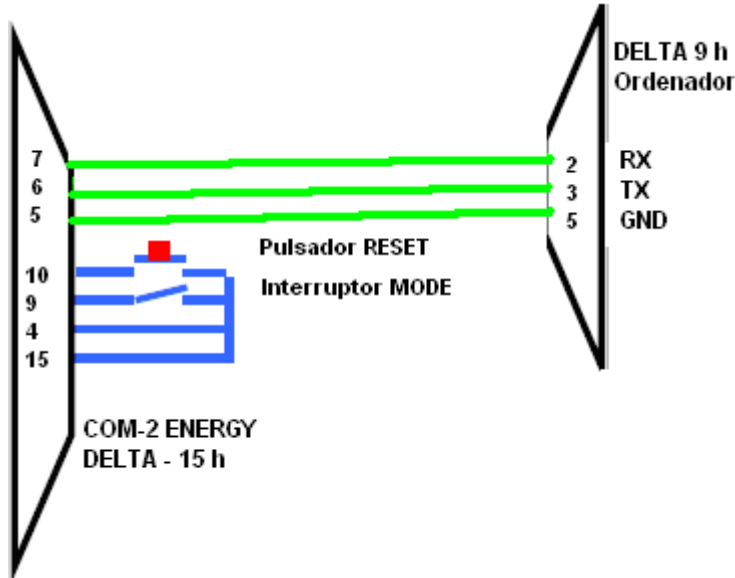 DELTA 9 h
Ordenador
7
2 RX
6
3 TX
5
5 GND
Pulsador RESET
10
Interruptor MODE
9
4
15
COM-2 ENERGY
DELTA - 15 h